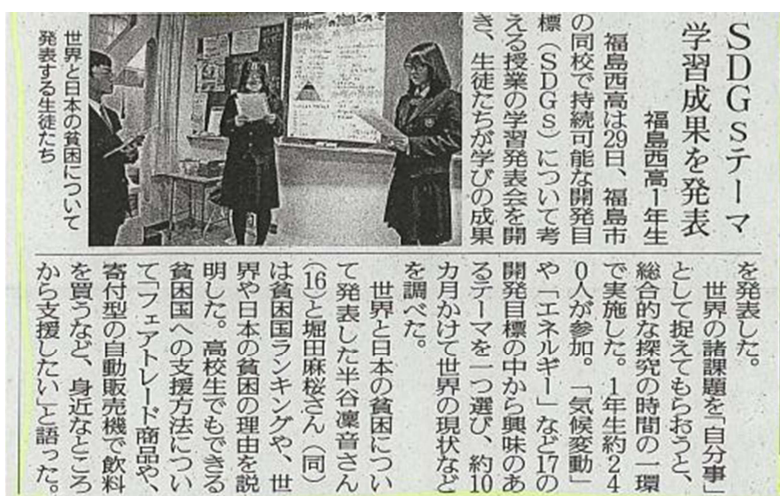 SDGsテーマ
学習成果を発表
福島西高1年生
福島西高は29日、福島市
の同校で持続可能な開発目
標(SDGs)について考
える授業の学習発表会を開
き、生徒たちが学びの成果
を発表した。
世界の諸課題を「自分事」
として捉えてもらおうと、
総合的な探究の時間の一環
で実施した。1年生約24
0人が参加。「気候変動」
や「エネルギー」など17の
開発目標の中から興味のあ
るテーマを一つ選び、約10
カ月かけて世界の現状など
を調べた。
世界と日本の貧困につい
て発表した半谷凜音さん
(16)と堀田麻桜さん(同)
は貧困国ランキングや、世
界や日本の貧困の理由を説
明した。高校生でもできる
貧困国への支援方法につい
て「フェアトレード商品や、
寄付型の自動販売機で飲料
を買うなど、身近なところ
から支援したい」と語った。
世界と日本の貧困について
発表する生徒たち